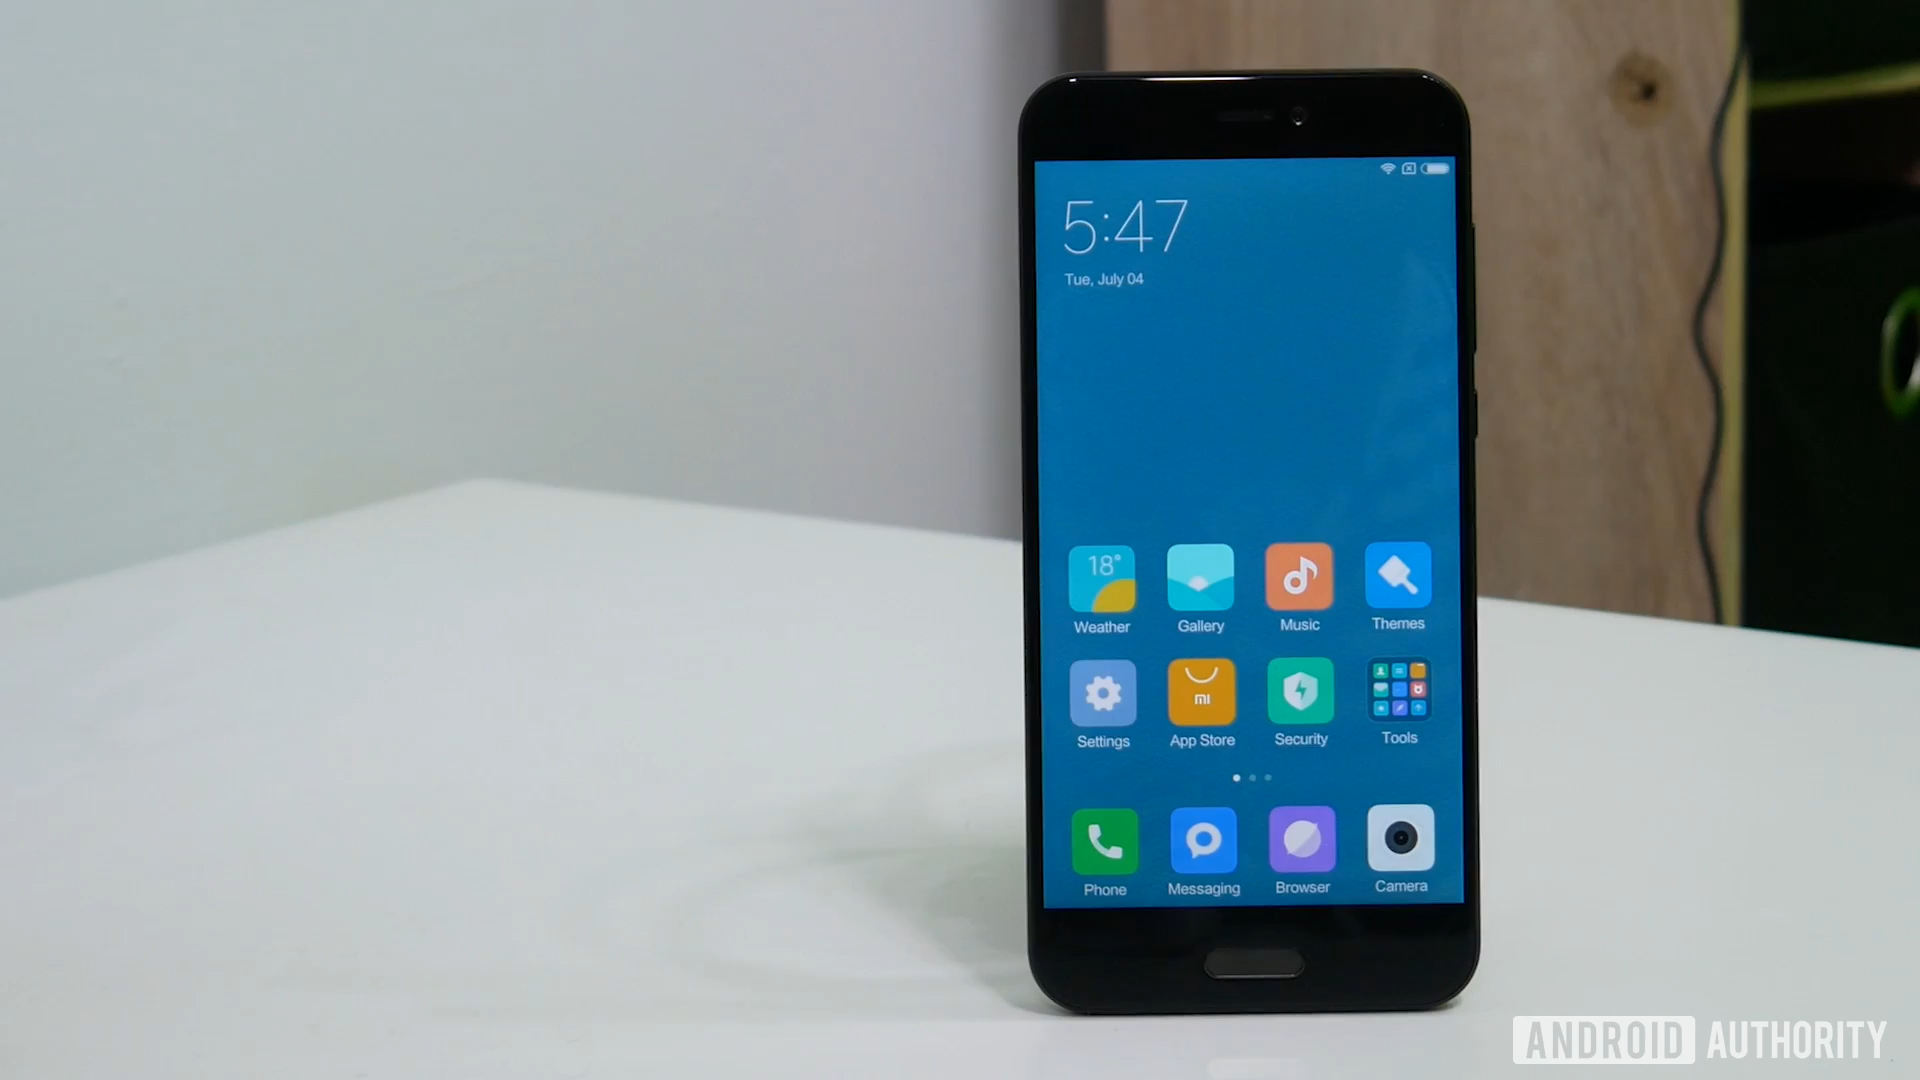 5:47
Tue, July 04
18°
Weather Gallery Music Themes
mi
Settings App Store Security Tools
Phone Messaging Browser Camera
ANDROID AUTHORITY